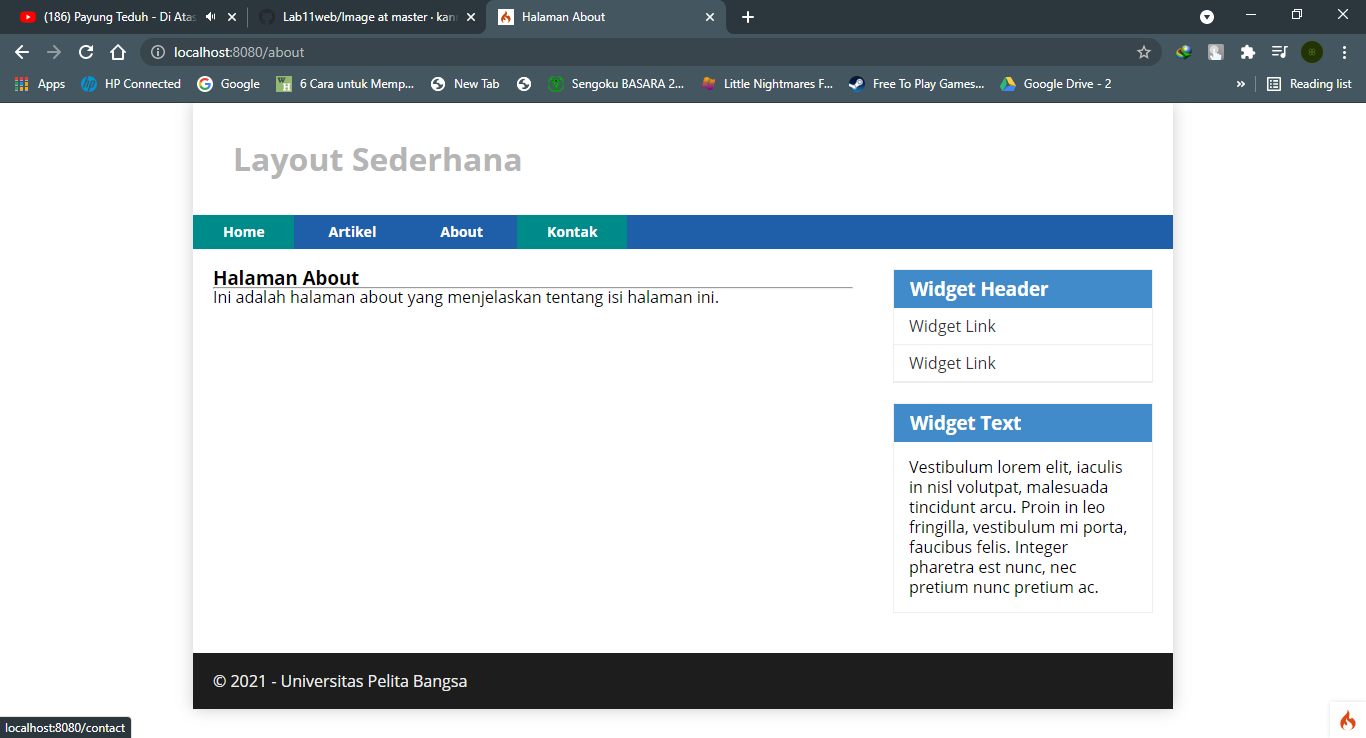 (186) Payung Teduh - Di Atas
Lab11web/Image at master · kan
Halaman About
localhost:8080/about
Apps
HP Connected
Google
6 Cara untuk Memp...
New Tab
Sengoku BASARA 2...
Little Nightmares F...
Free To Play Games...
Google Drive - 2
»
Reading list
Layout Sederhana
Home
Artikel
About
Kontak
Halaman About
Ini adalah halaman about yang menjelaskan tentang isi halaman ini.
Widget Header
Widget Link
Widget Link
Widget Text
Vestibulum lorem elit, iaculis
in nisl volutpat, malesuada
tincidunt arcu. Proin in leo
fringilla, vestibulum mi porta,
faucibus felis. Integer
pharetra est nunc, nec
pretium nunc pretium ac.
© 2021 - Universitas Pelita Bangsa
localhost:8080/contact